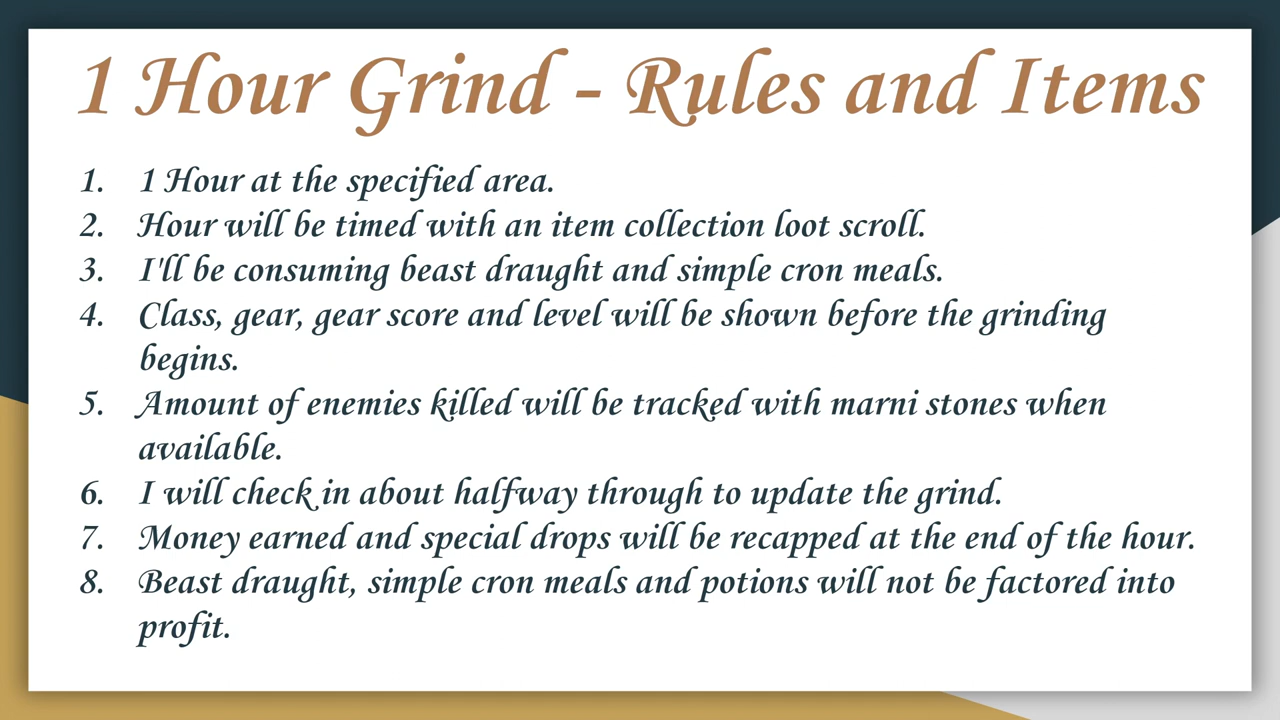 1 Hour Grind - Rules and Items
1. 1 Hour at the specified area.
2. Hour will be timed with an item collection loot scroll.
3. I'll be consuming beast draught and simple cron meals.
4. Class, gear, gear score and level will be shown before the grinding
begins.
5. Amount of enemies killed will be tracked with marni stones when
available.
6. I will check in about halfway through to update the grind.
7. Money earned and special drops will be recapped at the end of the hour.
8. Beast draught, simple cron meals and potions will not be factored into
profit.